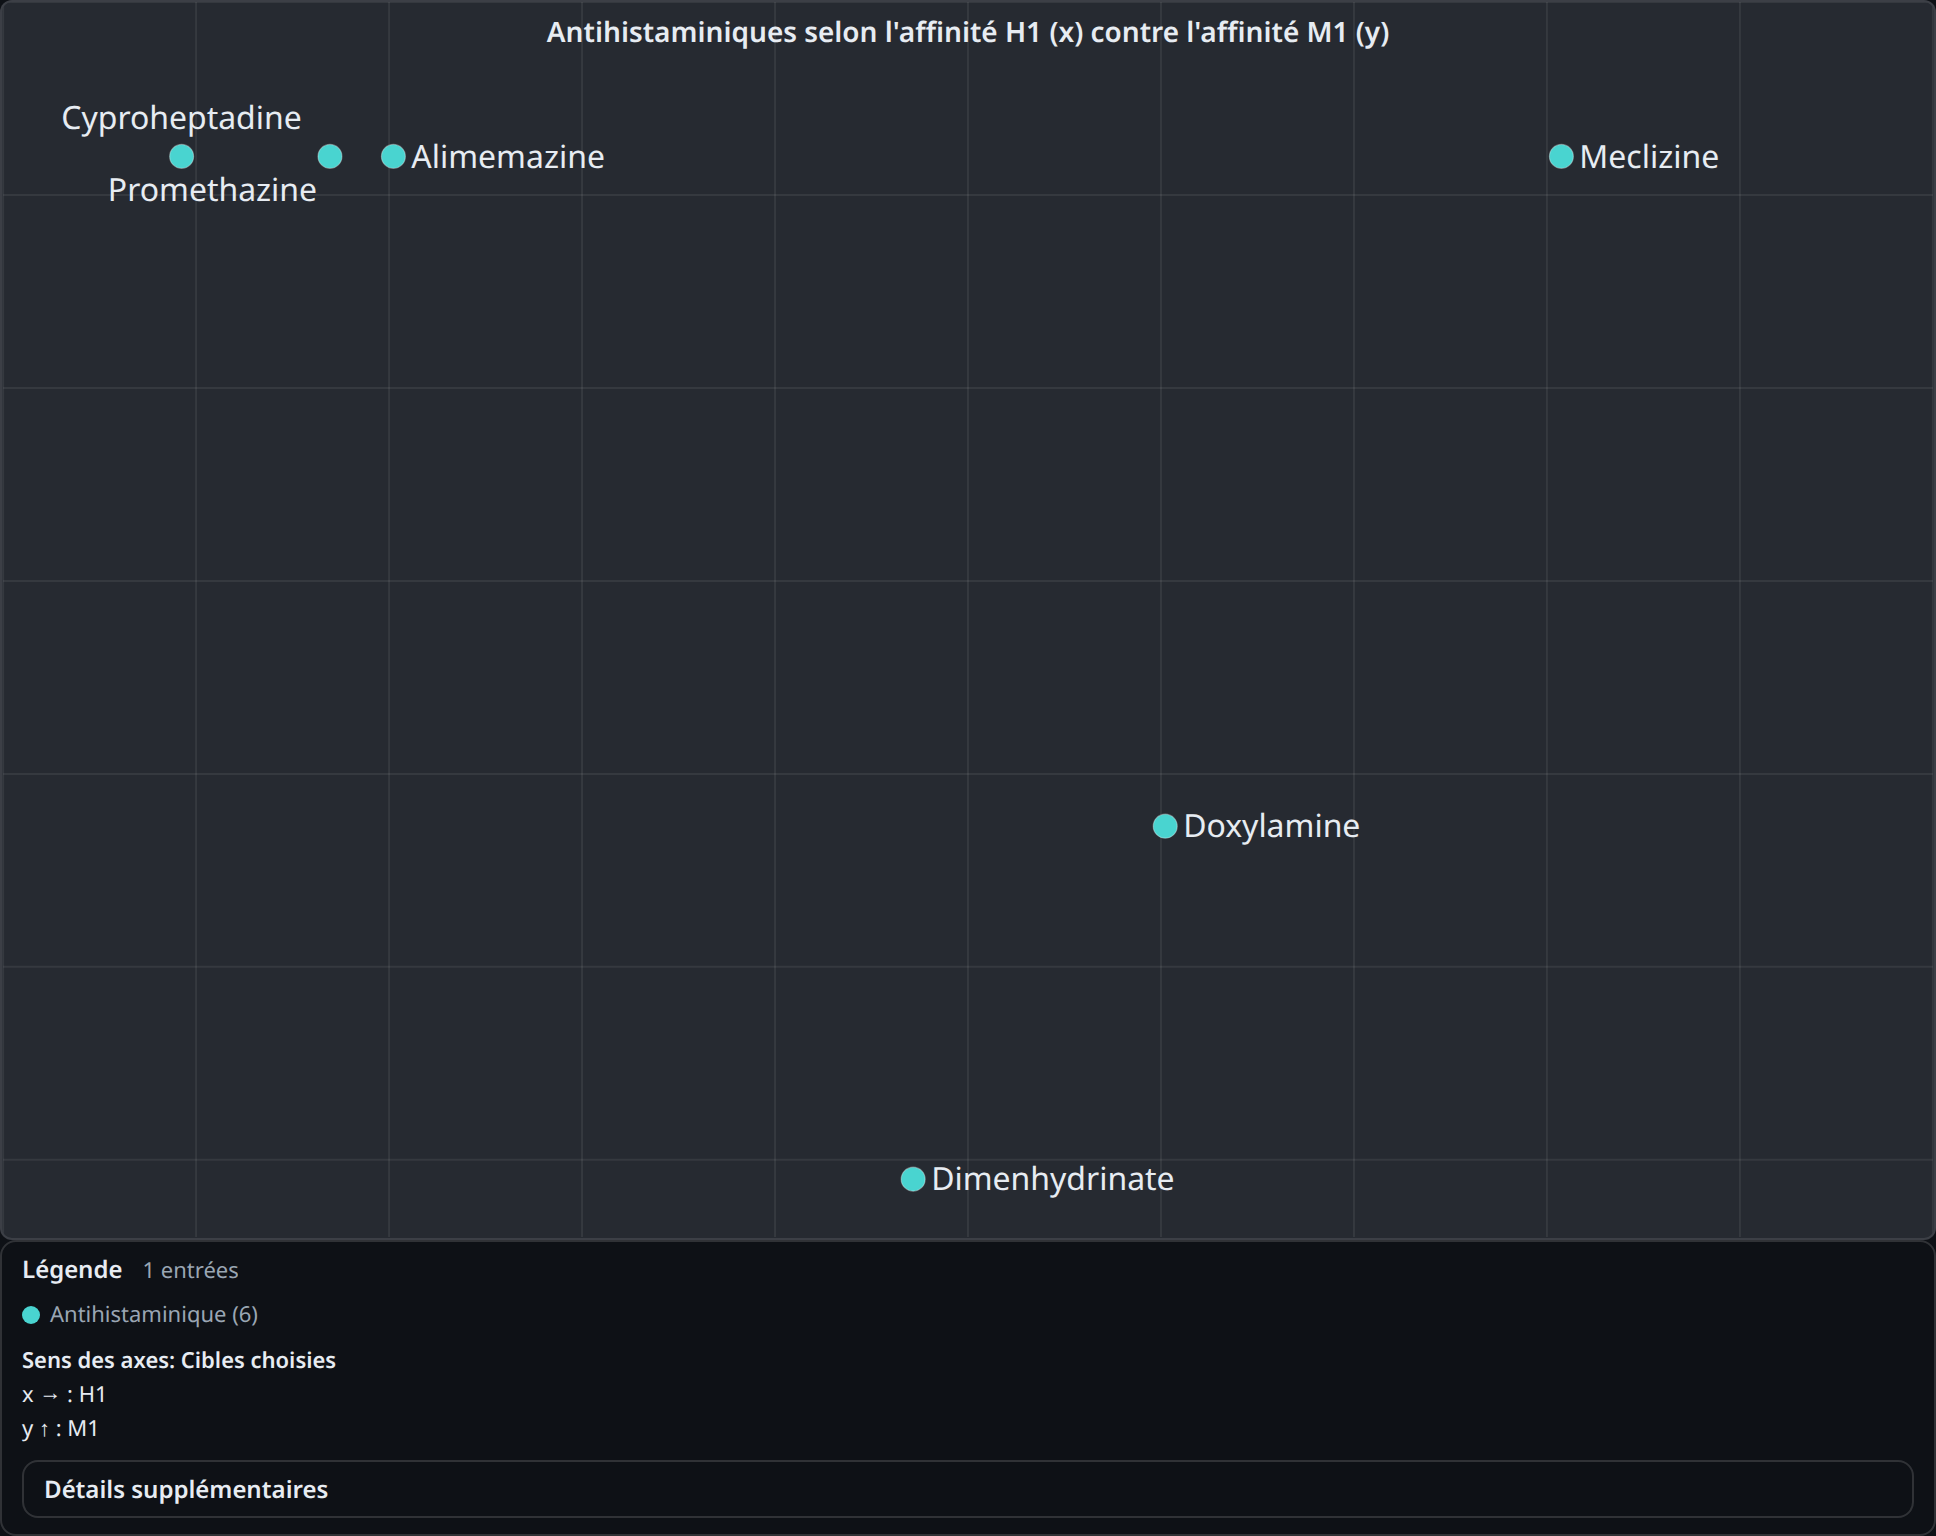 Antihistaminiques selon l'affinité H1 (x) contre l'affinité M1 (y)
Cyproheptadine
Alimemazine
Meclizine
Promethazine
Doxylamine
Dimenhydrinate
Légende 1 entrées
Antihistaminique (6)
Sens des axes: Cibles choisies
x → : H1
y ↑ : M1
Détails supplémentaires